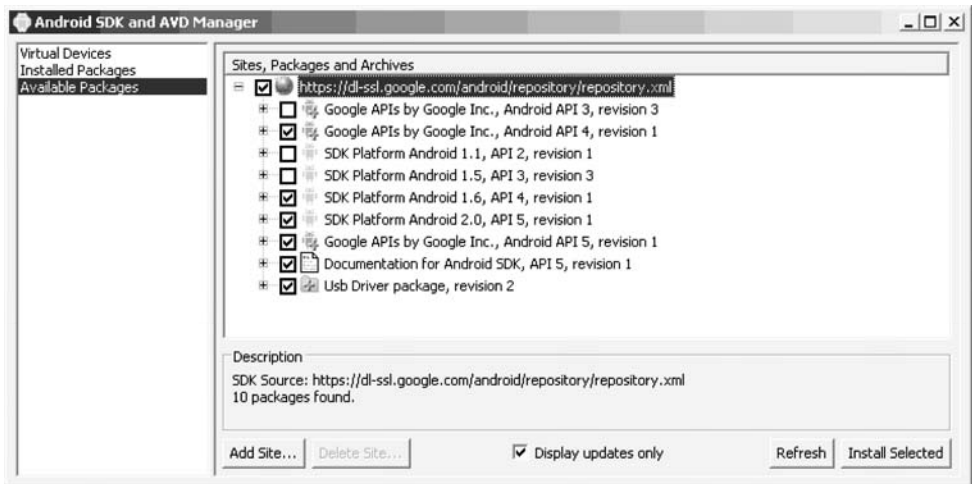 Android SDK and AVD Manager
Virtual Devices
Installed Packages
Available Packages
Sites, Packages and Archives
https://dl-ssl.google.com/android/repository/repository.xml
Google APIs by Google Inc., Android API 3, revision 3
Google APIs by Google Inc., Android API 4, revision 1
SDK Platform Android 1.1, API 2, revision 1
SDK Platform Android 1.5, API 3, revision 3
SDK Platform Android 1.6, API 4, revision 1
SDK Platform Android 2.0, API 5, revision 1
Google APIs by Google Inc., Android API 5, revision 1
Documentation for Android SDK, API 5, revision 1
Usb Driver package, revision 2
Description
SDK Source: https://dl-ssl.google.com/android/repository/repository.xml
10 packages found.
Add Site... Delete Site... Display updates only Refresh Install Selected